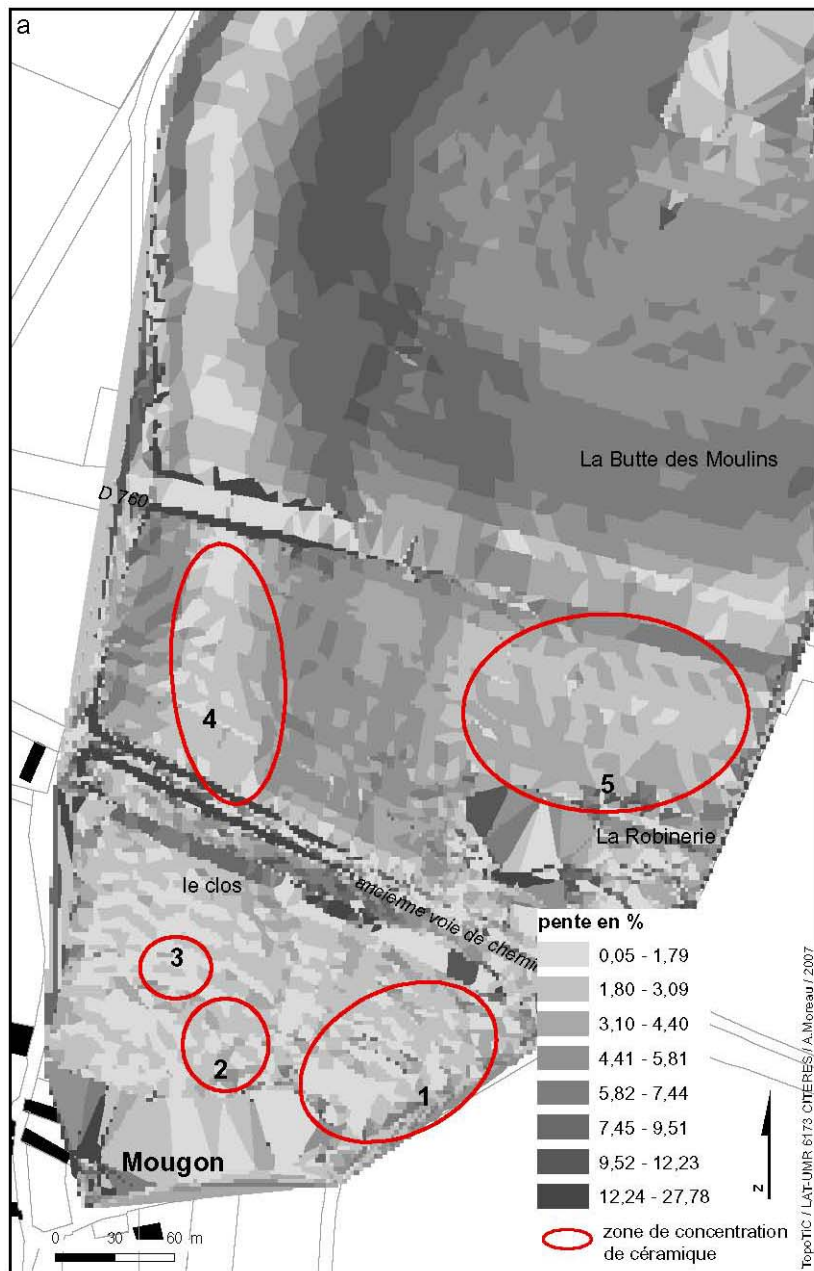 a
La Butte des Moulins
D 760
4
5
La Robinerie
le clos
ancienne voie de chemi
3
2
1
Mougon
pente en %
0,05 - 1,79
1,80 - 3,09
3,10 - 4,40
4,41 - 5,81
5,82 - 7,44
7,45 - 9,51
9,52 - 12,23
12,24 - 27,78
zone de concentration
de céramique
N
0 30 60 m
TopoTiC / LAT-UMR 6173 CITERES / A.Moreau / 2007